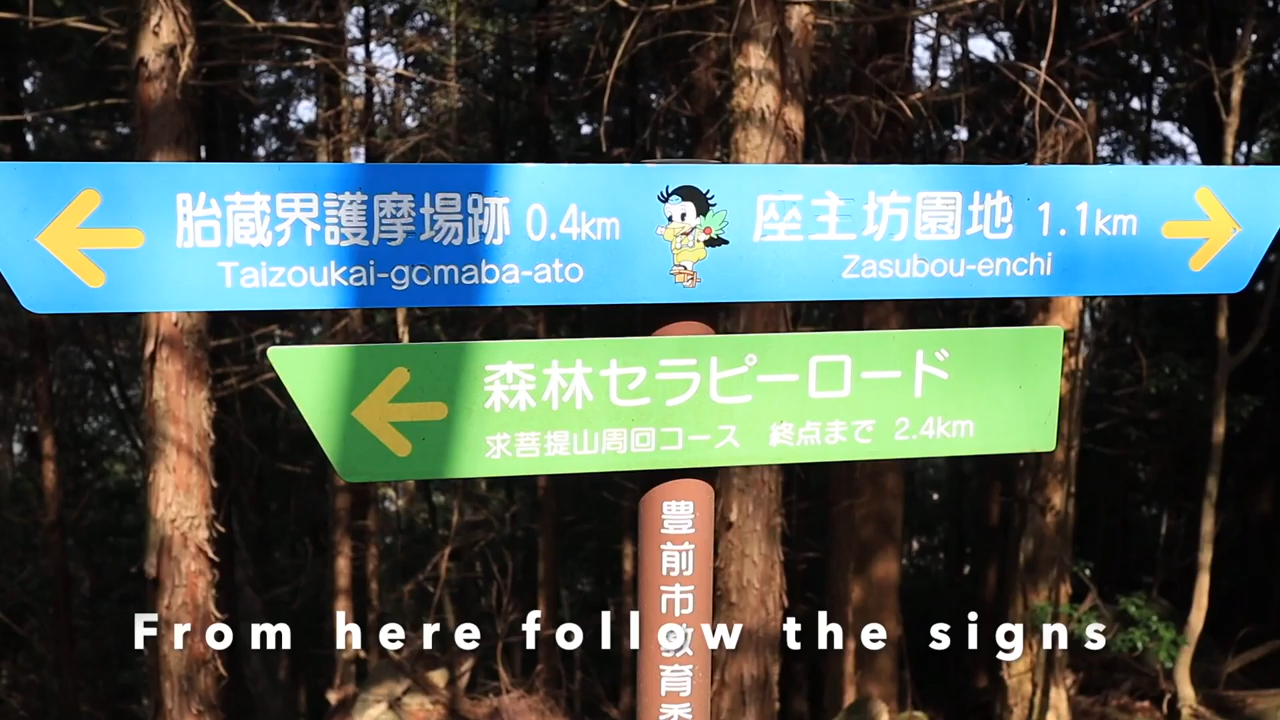 胎蔵界護摩場跡 0.4km
Taizoukai-gomaba-ato
座主坊園地 1.1km
Zasubou-enchi
森林セラピーロード
求菩提山周回コース 終点まで 2.4km
豊前市教育委
From here follow the signs